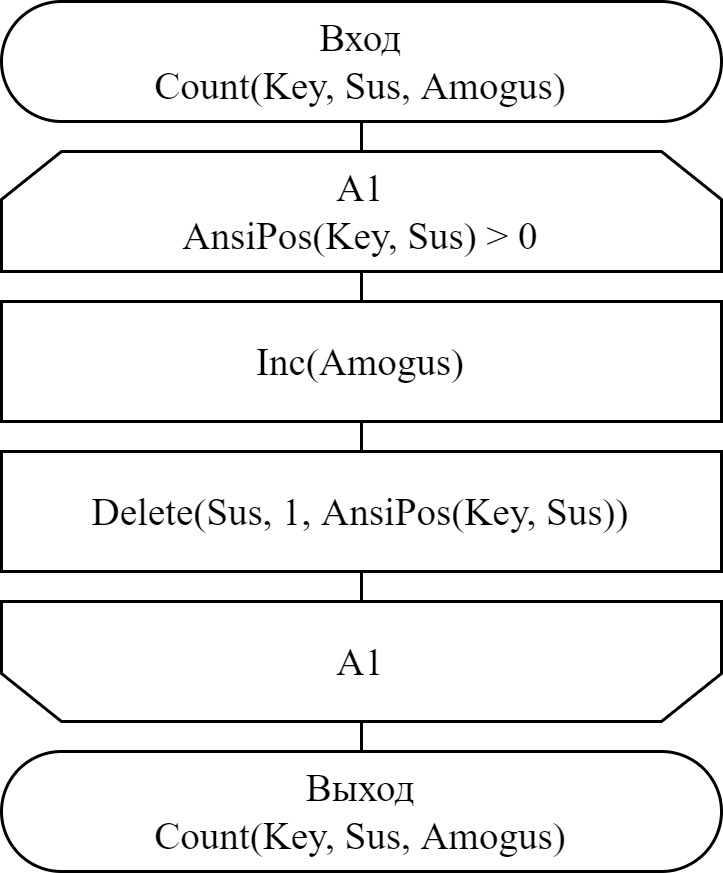 Вход
Count(Key, Sus, Amogus)
A1
AnsiPos(Key, Sus) > 0
Inc(Amogus)
Delete(Sus, 1, AnsiPos(Key, Sus))
A1
Выход
Count(Key, Sus, Amogus)